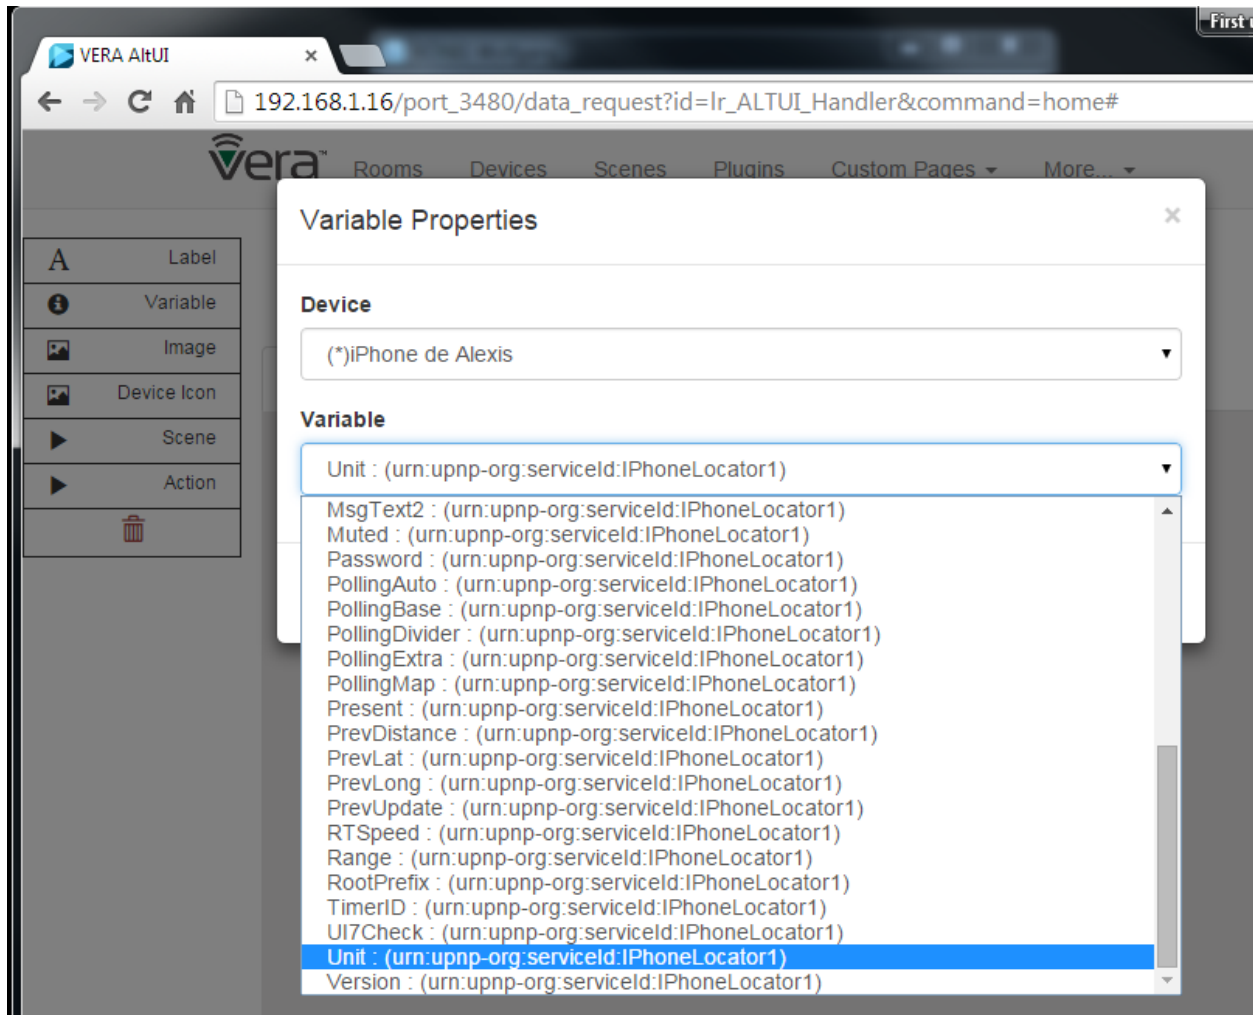 First
VERA AltUI
192.168.1.16/port_3480/data_request?id=lr_ALTUI_Handler&command=home#
vera™ Rooms Devices Scenes Plugins Custom Pages More...
Variable Properties
A Label
Variable
Image
Device Icon
Scene
Action
Device
(*)iPhone de Alexis
Variable
Unit : (urn:upnp-org:serviceId:IPhoneLocator1)
MsgText2 : (urn:upnp-org:serviceId:IPhoneLocator1)
Muted : (urn:upnp-org:serviceId:IPhoneLocator1)
Password : (urn:upnp-org:serviceId:IPhoneLocator1)
PollingAuto : (urn:upnp-org:serviceId:IPhoneLocator1)
PollingBase : (urn:upnp-org:serviceId:IPhoneLocator1)
PollingDivider : (urn:upnp-org:serviceId:IPhoneLocator1)
PollingExtra : (urn:upnp-org:serviceId:IPhoneLocator1)
PollingMap : (urn:upnp-org:serviceId:IPhoneLocator1)
Present : (urn:upnp-org:serviceId:IPhoneLocator1)
PrevDistance : (urn:upnp-org:serviceId:IPhoneLocator1)
PrevLat : (urn:upnp-org:serviceId:IPhoneLocator1)
PrevLong : (urn:upnp-org:serviceId:IPhoneLocator1)
PrevUpdate : (urn:upnp-org:serviceId:IPhoneLocator1)
RTSpeed : (urn:upnp-org:serviceId:IPhoneLocator1)
Range : (urn:upnp-org:serviceId:IPhoneLocator1)
RootPrefix : (urn:upnp-org:serviceId:IPhoneLocator1)
TimerID : (urn:upnp-org:serviceId:IPhoneLocator1)
UI7Check : (urn:upnp-org:serviceId:IPhoneLocator1)
Unit : (urn:upnp-org:serviceId:IPhoneLocator1)
Version : (urn:upnp-org:serviceId:IPhoneLocator1)